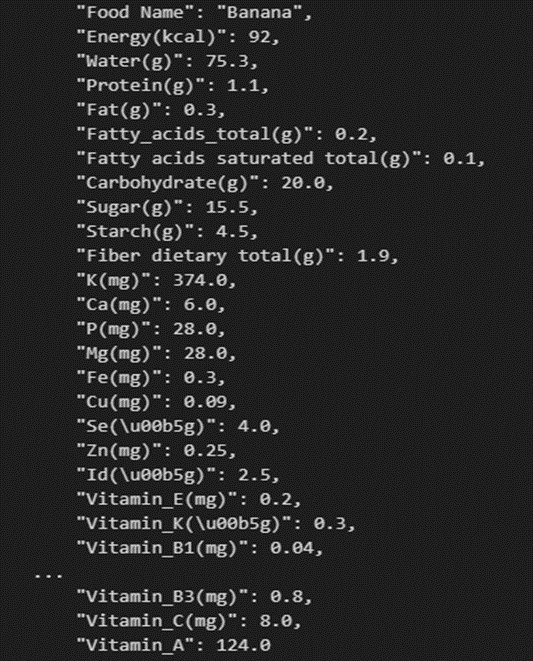 "Food Name": "Banana",
"Energy(kcal)": 92,
"Water(g)": 75.3,
"Protein(g)": 1.1,
"Fat(g)": 0.3,
"Fatty_acids_total(g)": 0.2,
"Fatty acids saturated total(g)": 0.1,
"Carbohydrate(g)": 20.0,
"Sugar(g)": 15.5,
"Starch(g)": 4.5,
"Fiber dietary total(g)": 1.9,
"K(mg)": 374.0,
"Ca(mg)": 6.0,
"P(mg)": 28.0,
"Mg(mg)": 28.0,
"Fe(mg)": 0.3,
"Cu(mg)": 0.09,
"Se(\u00b5g)": 4.0,
"Zn(mg)": 0.25,
"Id(\u00b5g)": 2.5,
"Vitamin_E(mg)": 0.2,
"Vitamin_K(\u00b5g)": 0.3,
"Vitamin_B1(mg)": 0.04,
...
"Vitamin_B3(mg)": 0.8,
"Vitamin_C(mg)": 8.0,
"Vitamin_A": 124.0